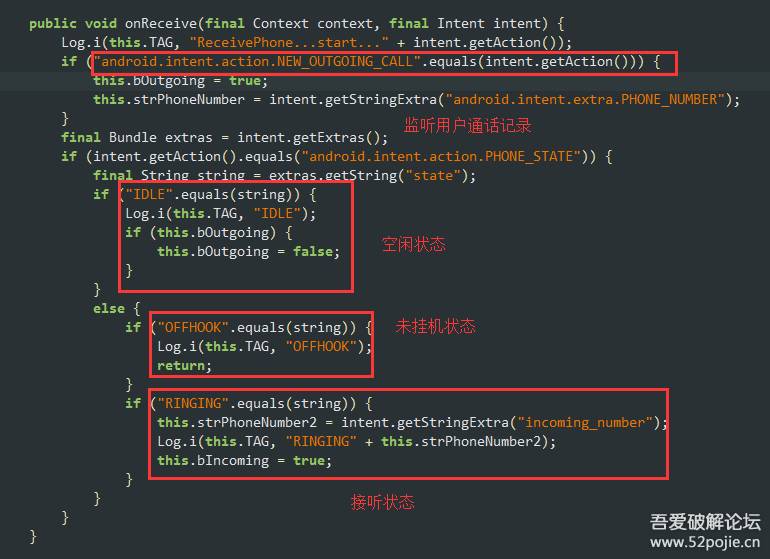 public void onReceive(final Context context, final Intent intent) {
Log.i(this.TAG, "ReceivePhone...start..." + intent.getAction());
if ("android.intent.action.NEW_OUTGOING_CALL".equals(intent.getAction())) {
this.bOutgoing = true;
this.strPhoneNumber = intent.getStringExtra("android.intent.extra.PHONE_NUMBER");
}
监听用户通话记录
final Bundle extras = intent.getExtras();
if (intent.getAction().equals("android.intent.action.PHONE_STATE")) {
final String string = extras.getString("state");
if ("IDLE".equals(string)) {
Log.i(this.TAG, "IDLE");
if (this.bOutgoing) {
空闲状态
this.bOutgoing = false;
}
}
else {
if ("OFFHOOK".equals(string)) {
未挂机状态
Log.i(this.TAG, "OFFHOOK");
return;
}
if ("RINGING".equals(string)) {
this.strPhoneNumber2 = intent.getStringExtra("incoming_number");
Log.i(this.TAG, "RINGING" + this.strPhoneNumber2);
this.bIncoming = true;
}
}
接听状态
}
}
吾爱破解论坛
www.52pojie.cn